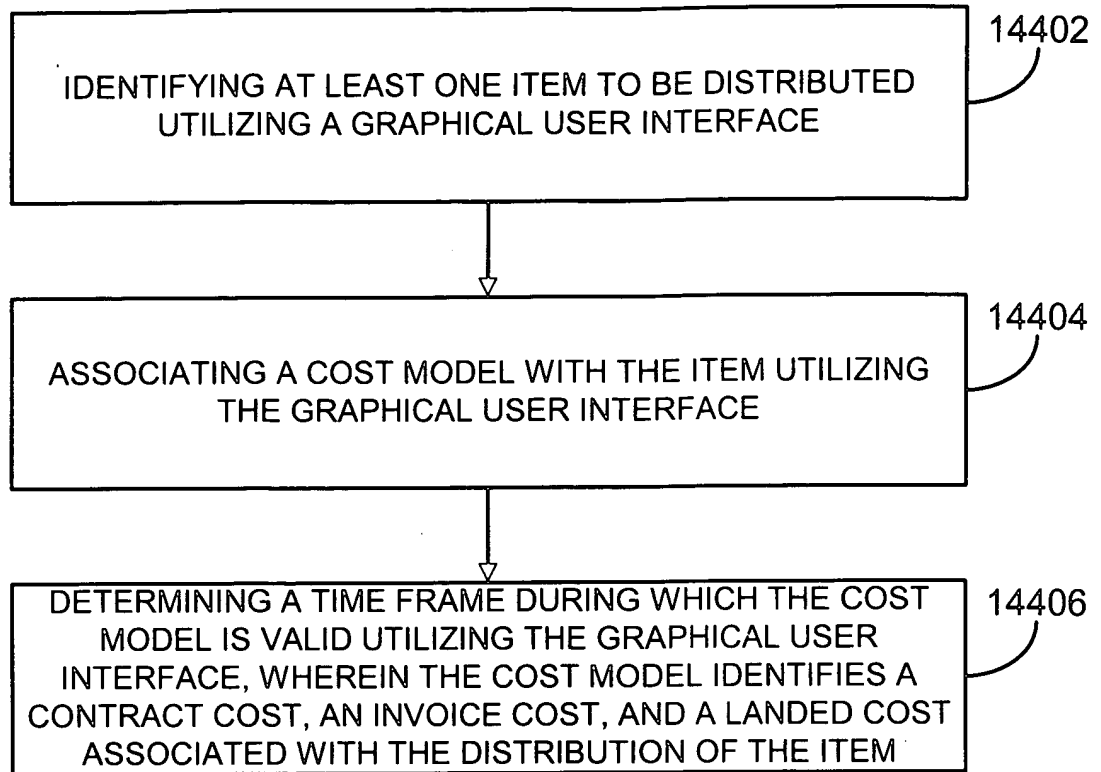 14402
IDENTIFYING AT LEAST ONE ITEM TO BE DISTRIBUTED
UTILIZING A GRAPHICAL USER INTERFACE
14404
ASSOCIATING A COST MODEL WITH THE ITEM UTILIZING
THE GRAPHICAL USER INTERFACE
14406
DETERMINING A TIME FRAME DURING WHICH THE COST
MODEL IS VALID UTILIZING THE GRAPHICAL USER
INTERFACE, WHEREIN THE COST MODEL IDENTIFIES A
CONTRACT COST, AN INVOICE COST, AND A LANDED COST
ASSOCIATED WITH THE DISTRIBUTION OF THE ITEM